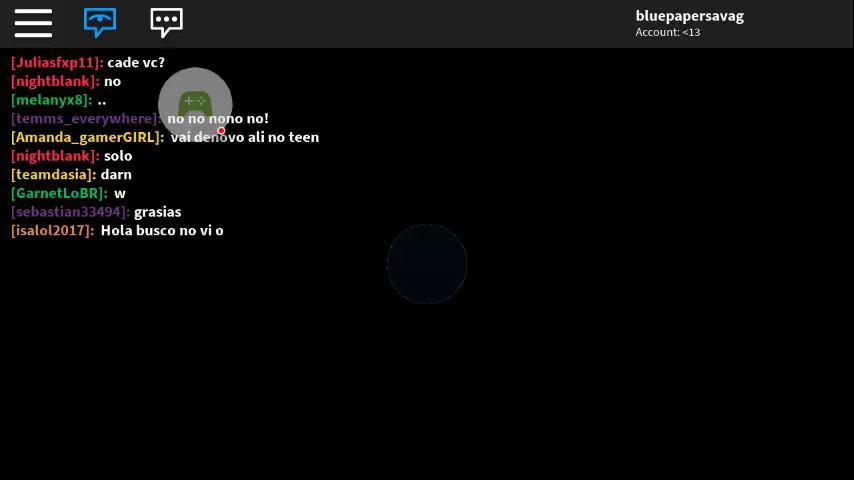 bluepapersavag
Account: <13
[Juliasfxp11]: cade vc?
[nightblank]: no
[melanyx8]: ..
[temms_everywhere]: no no nono no!
[Amanda_gamerGIRL]: vai denovo ali no teen
[nightblank]: solo
[teamdasia]: darn
[GarnetLoBR]: w
[sebastian33494]: grasias
[isalol2017]: Hola busco no vi o